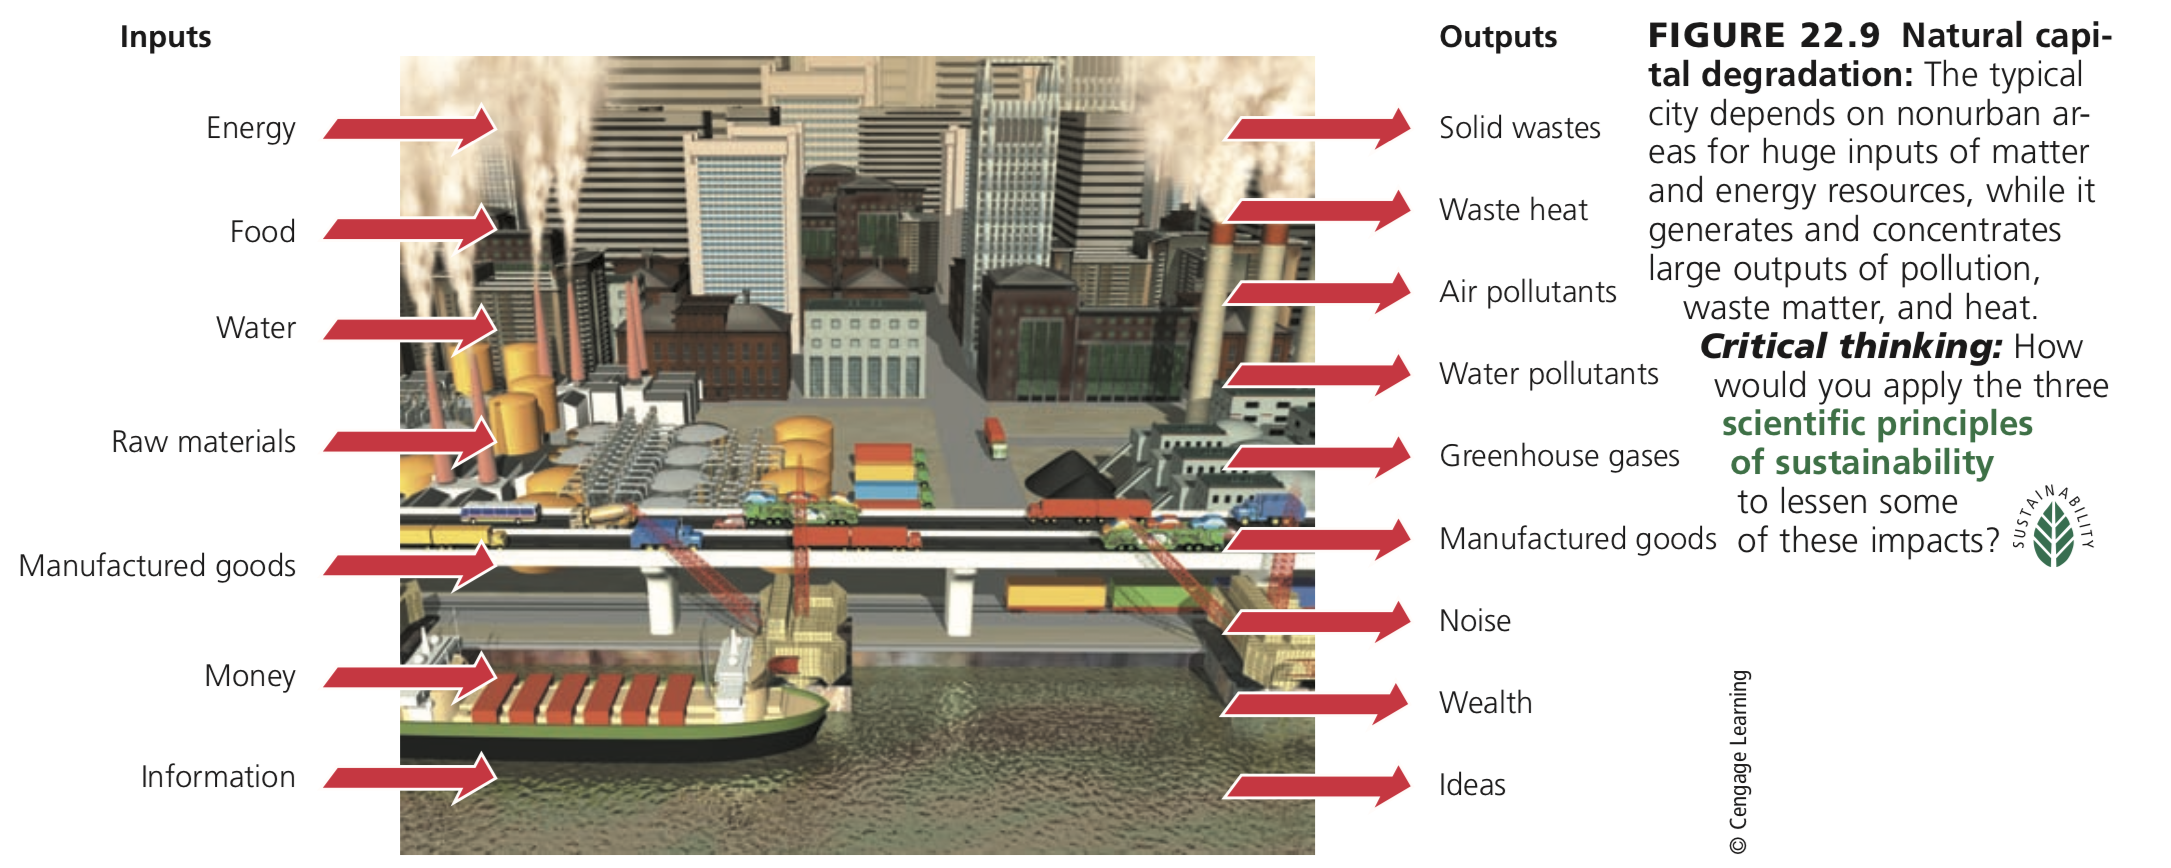 Inputs
Energy
Food
Water
Raw materials
Manufactured goods
Money
Information
Outputs
Solid wastes
Waste heat
Air pollutants
Water pollutants
Greenhouse gases
Manufactured goods
Noise
Wealth
Ideas
FIGURE 22.9 Natural capi-
tal degradation: The typical
city depends on nonurban ar-
eas for huge inputs of matter
and energy resources, while it
generates and concentrates
large outputs of pollution,
waste matter, and heat.
Critical thinking: How
would you apply the three
scientific principles
of sustainability
to lessen some
of these impacts?
SUSTAINABILITY
© Cengage Learning